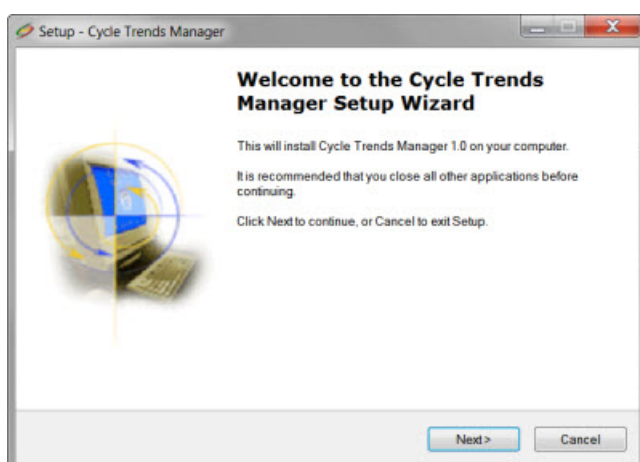 Setup - Cycle Trends Manager
Welcome to the Cycle Trends
Manager Setup Wizard
This will install Cycle Trends Manager 1.0 on your computer.
It is recommended that you close all other applications before
continuing.
Click Next to continue, or Cancel to exit Setup.
Next >
Cancel